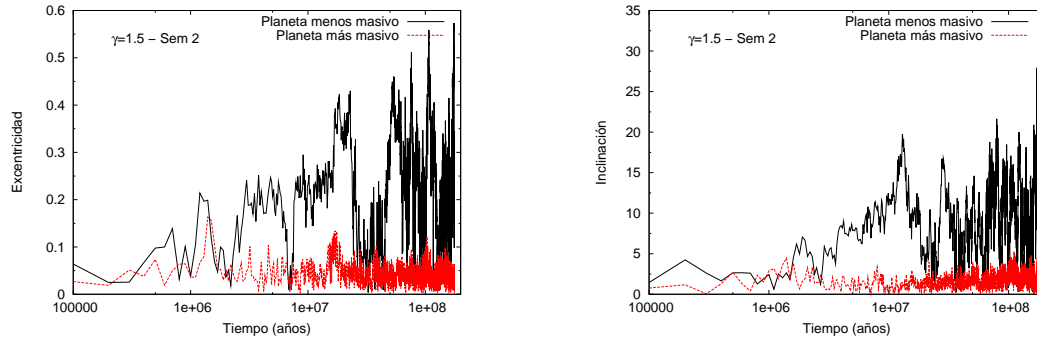 0.6
0.5
0.4
0.3
0.2
0.1
0
100000
1e+06
1e+07
1e+08
Excentricidad
Tiempo (años)
γ=1.5 – Sem 2
Planeta menos masivo
Planeta más masivo
35
30
25
20
15
10
5
0
100000
1e+06
1e+07
1e+08
Inclinación
Tiempo (años)
γ=1.5 – Sem 2
Planeta menos masivo
Planeta más masivo